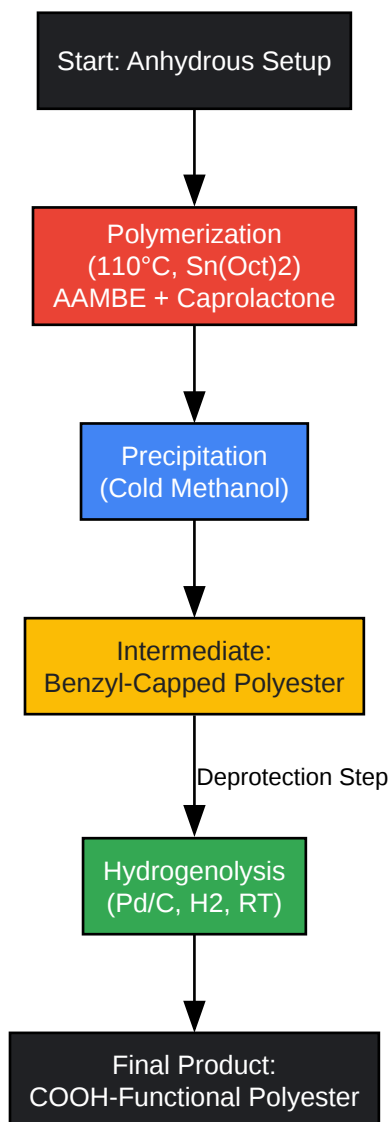 Start: Anhydrous Setup
Polymerization
(110°C, Sn(Oct)2)
AAMBE + Caprolactone
Precipitation
(Cold Methanol)
Intermediate:
Benzyl-Capped Polyester
Deprotection Step
Hydrogenolysis
(Pd/C, H2, RT)
Final Product:
COOH-Functional Polyester